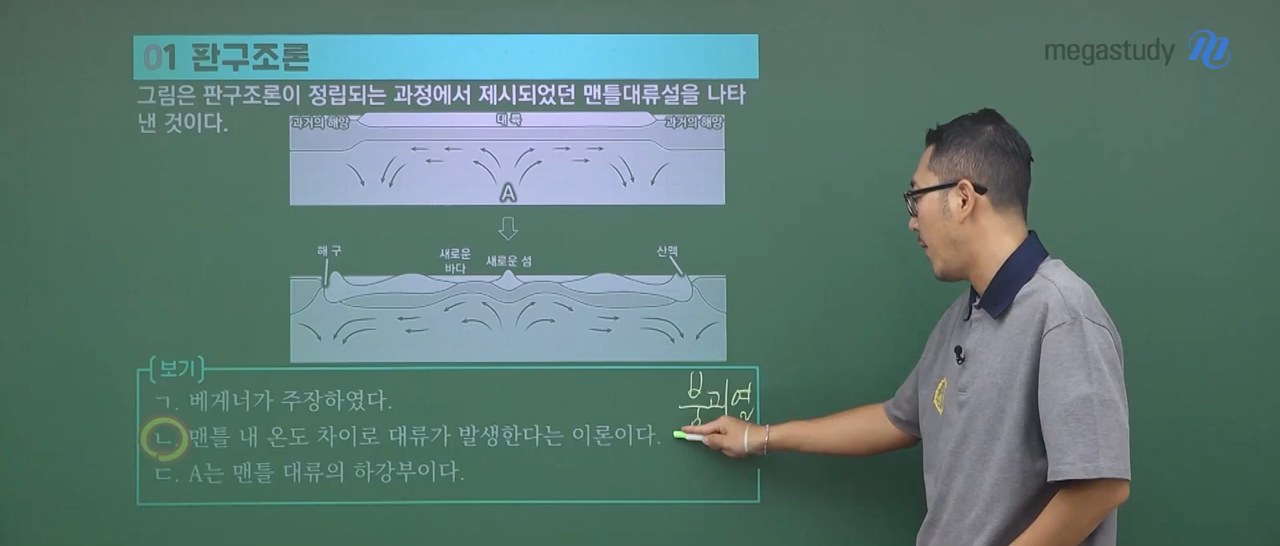 01 판구조론
megastudy
그림은 판구조론이 정립되는 과정에서 제시되었던 맨틀대류설을 나타
낸 것이다.
과거의 해양 대륙 과거의 해양
A
해구 새로운 바다 새로운 섬 산맥
[보기]
붕괴열
ㄱ. 베게너가 주장하였다.
ㄴ. 맨틀 내 온도 차이로 대류가 발생한다는 이론이다.
ㄷ. A는 맨틀 대류의 하강부이다.